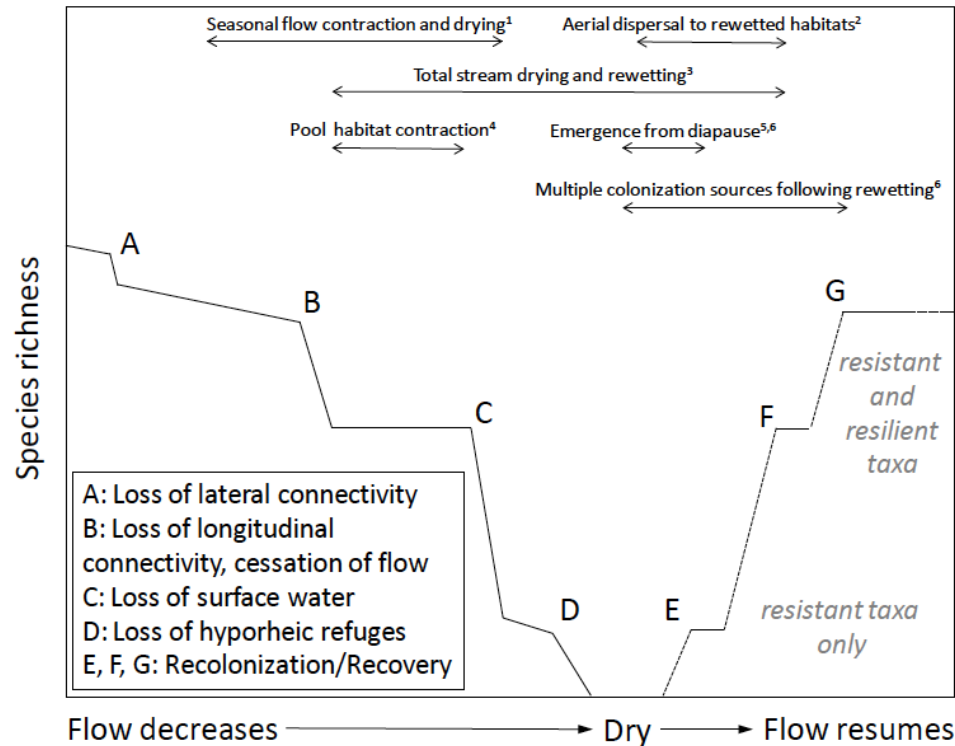 Seasonal flow contraction and drying¹
Aerial dispersal to rewetted habitats²
Total stream drying and rewetting³
Pool habitat contraction⁴
Emergence from diapause⁵,⁶
Multiple colonization sources following rewetting⁶
Species richness
A
B
C
D
E
F
G
resistant
and
resilient
taxa
resistant taxa
only
A: Loss of lateral connectivity
B: Loss of longitudinal
connectivity, cessation of flow
C: Loss of surface water
D: Loss of hyporheic refuges
E, F, G: Recolonization/Recovery
Flow decreases
Dry
Flow resumes